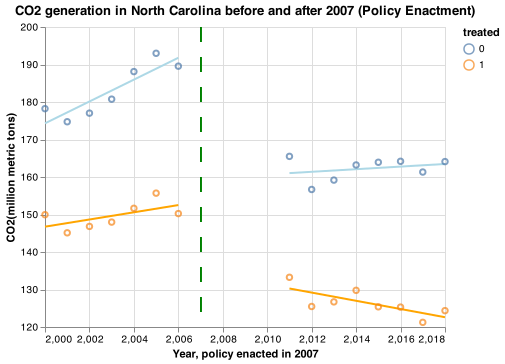 CO2 generation in North Carolina before and after 2007 (Policy Enactment)
treated
0
1
200
190
180
170
160
150
140
130
120
CO2(million metric tons)
2,000 2,002 2,004 2,006 2,008 2,010 2,012 2,014 2,016 2,018
Year, policy enacted in 2007